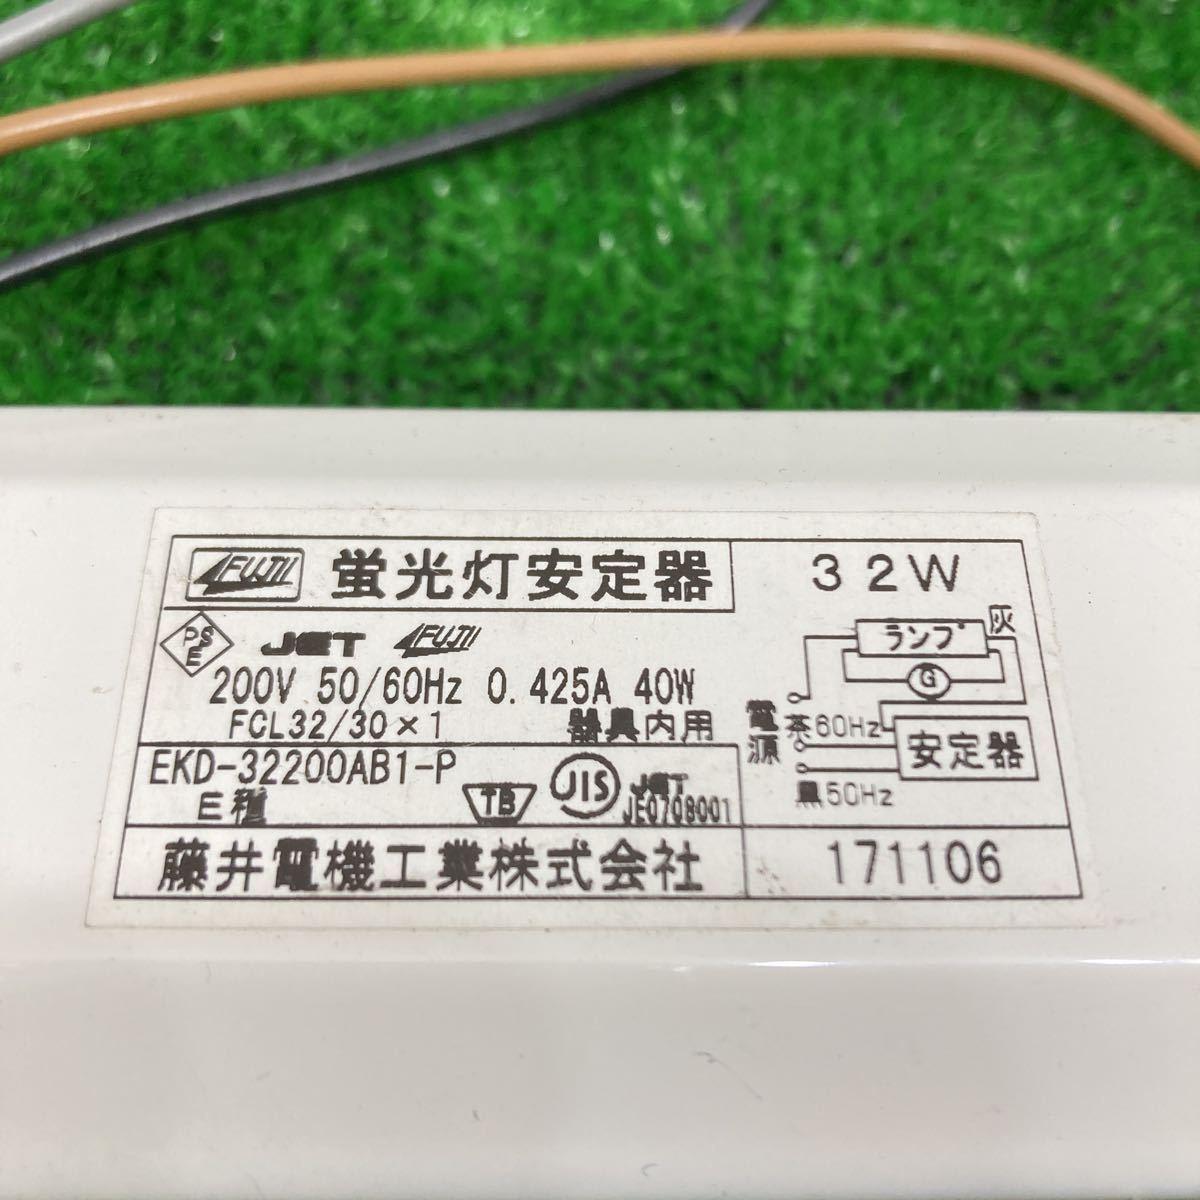 FUJI 蛍光灯安定器
32W
PSE JET FUJI
200V 50/60Hz 0.425A 40W
FCL32/30×1 器具内用
EKD-32200AB1-P
E種 TB JIS JET
JE0708001
ランプ
灰
G
電源
茶60Hz
安定器
黒50Hz
藤井電機工業株式会社
171106